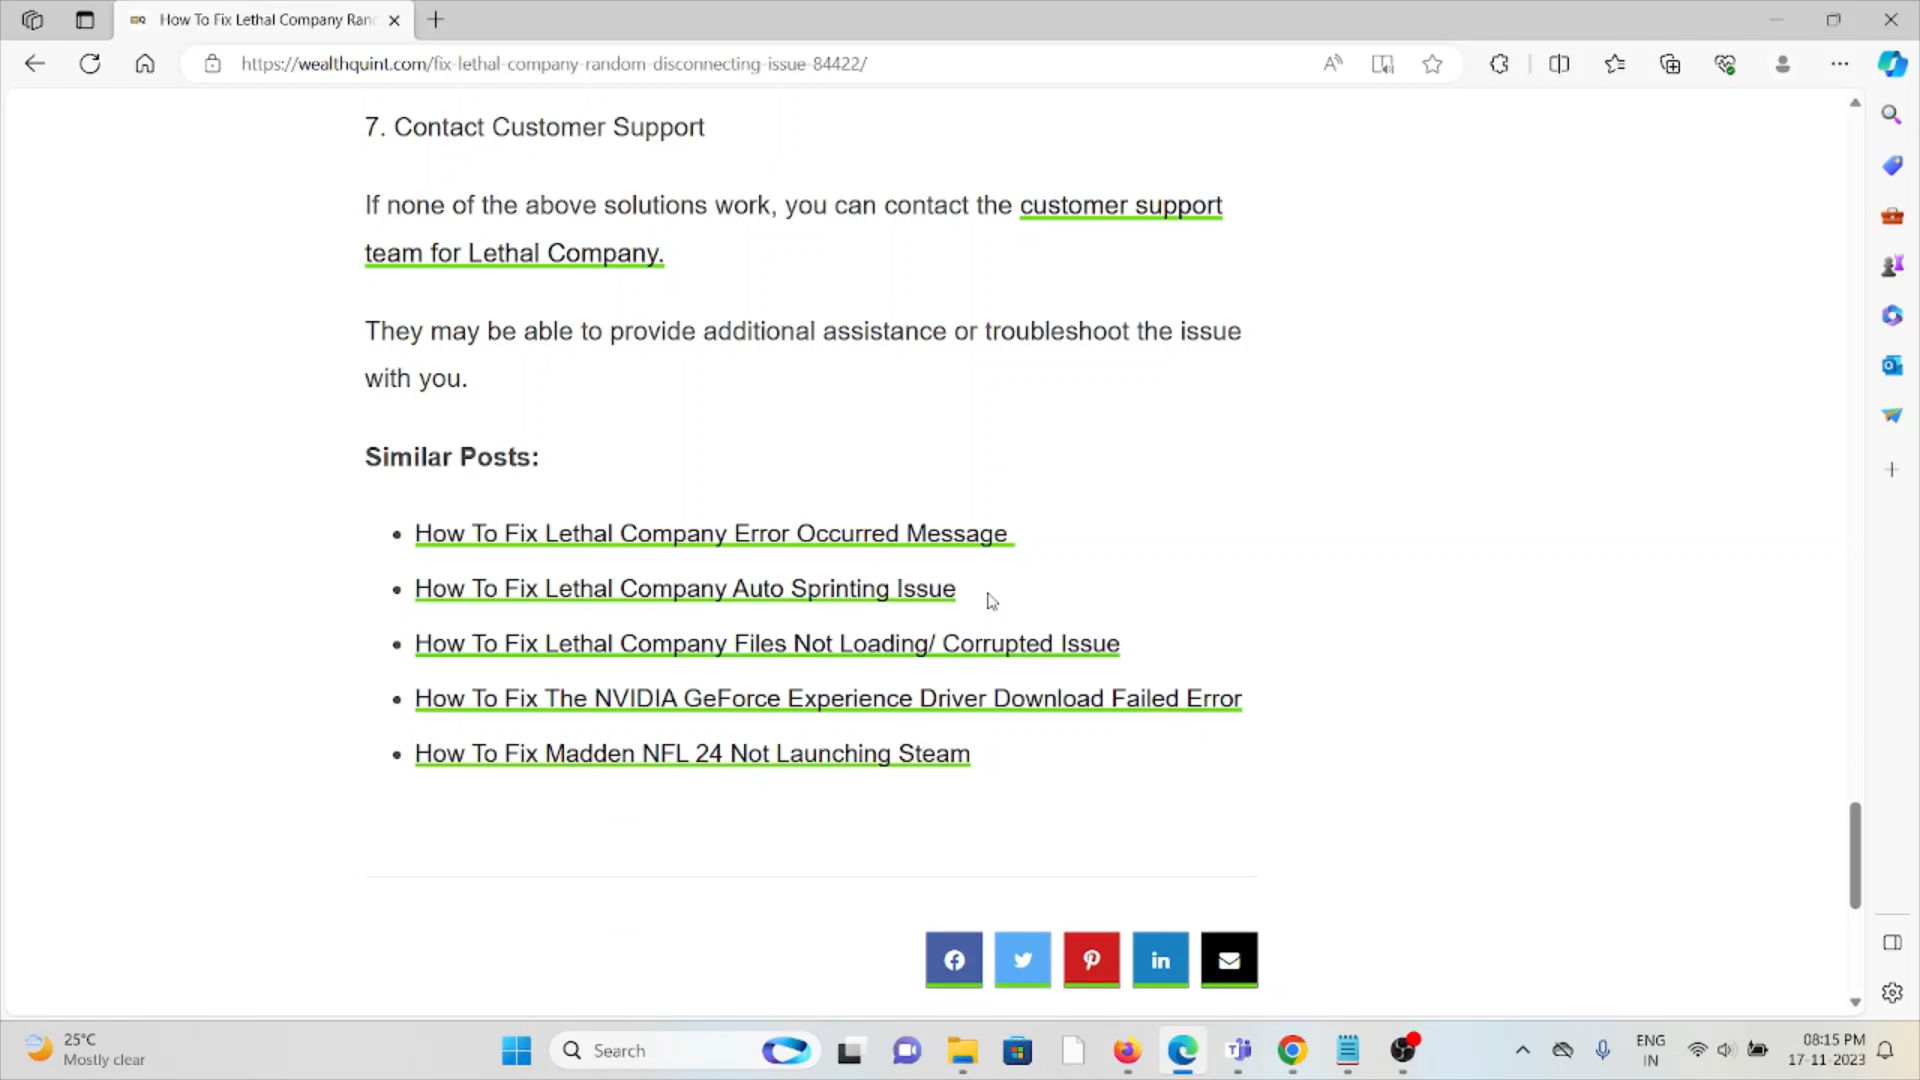 How To Fix Lethal Company Ran
https://wealthquint.com/fix-lethal-company-random-disconnecting-issue-84422/
7. Contact Customer Support
If none of the above solutions work, you can contact the customer support
team for Lethal Company.
They may be able to provide additional assistance or troubleshoot the issue
with you.
Similar Posts:
• How To Fix Lethal Company Error Occurred Message
• How To Fix Lethal Company Auto Sprinting Issue
• How To Fix Lethal Company Files Not Loading/ Corrupted Issue
• How To Fix The NVIDIA GeForce Experience Driver Download Failed Error
• How To Fix Madden NFL 24 Not Launching Steam
25°C
Mostly clear
Search
ENG
IN
08:15 PM
17-11-2023